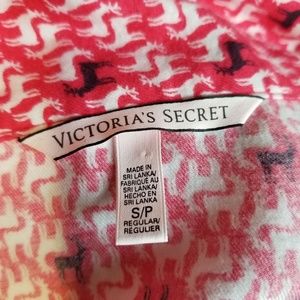 VICTORIA'S SECRET
MADE IN
SRI LANKA/
FABRIQUÉ AU
SRI LANKA/
HECHO EN
SRI LANKA
S/P
REGULAR/
RÉGULIER